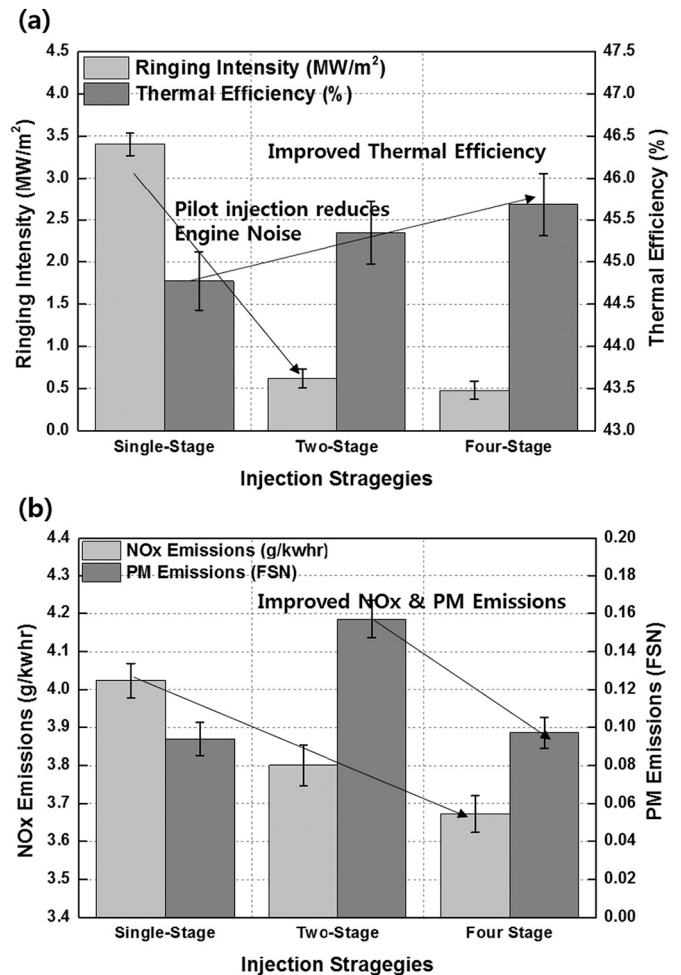 (a)
4.5
4.0
3.5
3.0
2.5
2.0
1.5
1.0
0.5
0.0
Ringing Intensity (MW/m²)
Ringing Intensity (MW/m²)
Thermal Efficiency (%)
Improved Thermal Efficiency
Pilot injection reduces
Engine Noise
47.5
47.0
46.5
46.0
45.5
45.0
44.5
44.0
43.5
43.0
Thermal Efficiency (%)
Single-Stage
Two-Stage
Four-Stage
Injection Stragegies
(b)
4.4
4.3
4.2
4.1
4.0
3.9
3.8
3.7
3.6
3.5
3.4
NOx Emissions (g/kwhr)
NOx Emissions (g/kwhr)
PM Emissions (FSN)
Improved NOx & PM Emissions
0.20
0.18
0.16
0.14
0.12
0.10
0.08
0.06
0.04
0.02
0.00
PM Emissions (FSN)
Single-Stage
Two-Stage
Four Stage
Injection Stragegies